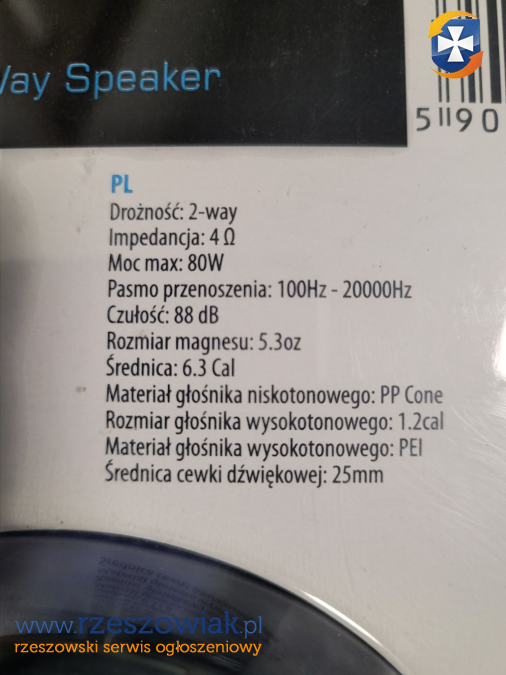 Way Speaker
5 190
PL
Drożność: 2-way
Impedancja: 4 Ω
Moc max: 80W
Pasmo przenoszenia: 100Hz - 20000Hz
Czułość: 88 dB
Rozmiar magnesu: 5.3oz
Średnica: 6.3 Cal
Materiał głośnika niskotonowego: PP Cone
Rozmiar głośnika wysokotonowego: 1.2cal
Materiał głośnika wysokotonowego: PEI
Średnica cewki dźwiękowej: 25mm
www.rzeszowiak.pl
rzeszowski serwis ogłoszeniowy